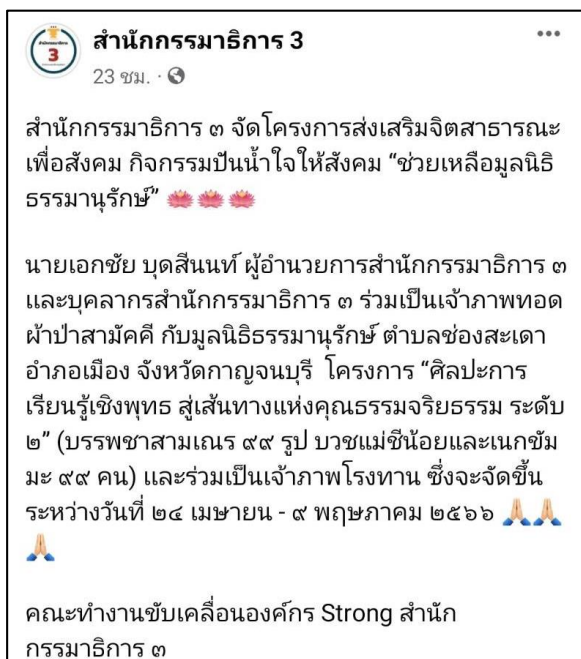 สำนักกรรมาธิการ 3
23 ชม.
สำนักกรรมาธิการ ๓ จัดโครงการส่งเสริมจิตสาธารณะ
เพื่อสังคม กิจกรรมปันน้ำใจให้สังคม “ช่วยเหลือมูลนิธิ
ธรรมานุรักษ์” 🪷🪷🪷
นายเอกชัย บุดสีนนท์ ผู้อำนวยการสำนักกรรมาธิการ ๓
และบุคลากรสำนักกรรมาธิการ ๓ ร่วมเป็นเจ้าภาพทอด
ผ้าป่าสามัคคี กับมูลนิธิธรรมานุรักษ์ ตำบลช่องสะเดา
อำเภอเมือง จังหวัดกาญจนบุรี โครงการ “ศิลปะการ
เรียนรู้เชิงพุทธ สู่เส้นทางแห่งคุณธรรมจริยธรรม ระดับ
๒” (บรรพชาสามเณร ๙๙ รูป บวชแม่ชีน้อยและเนกขัม
มะ ๙๙ คน) และร่วมเป็นเจ้าภาพโรงทาน ซึ่งจะจัดขึ้น
ระหว่างวันที่ ๒๔ เมษายน - ๙ พฤษภาคม ๒๕๖๖ 🙏🏻🙏🏻
🙏🏻
คณะทำงานขับเคลื่อนองค์กร Strong สำนัก
กรรมาธิการ ๓